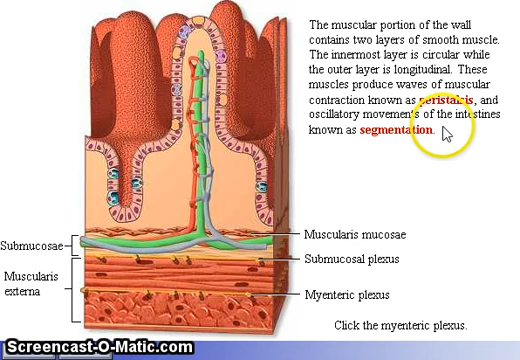 The muscular portion of the wall
contains two layers of smooth muscle.
The innermost layer is circular while
the outer layer is longitudinal. These
muscles produce waves of muscular
contraction known as peristalsis, and
oscillatory movements of the intestines
known as segmentation.
Muscularis mucosae
Submucosae
Submucosal plexus
Muscularis
externa
Myenteric plexus
Click the myenteric plexus.
Screencast-O-Matic.com